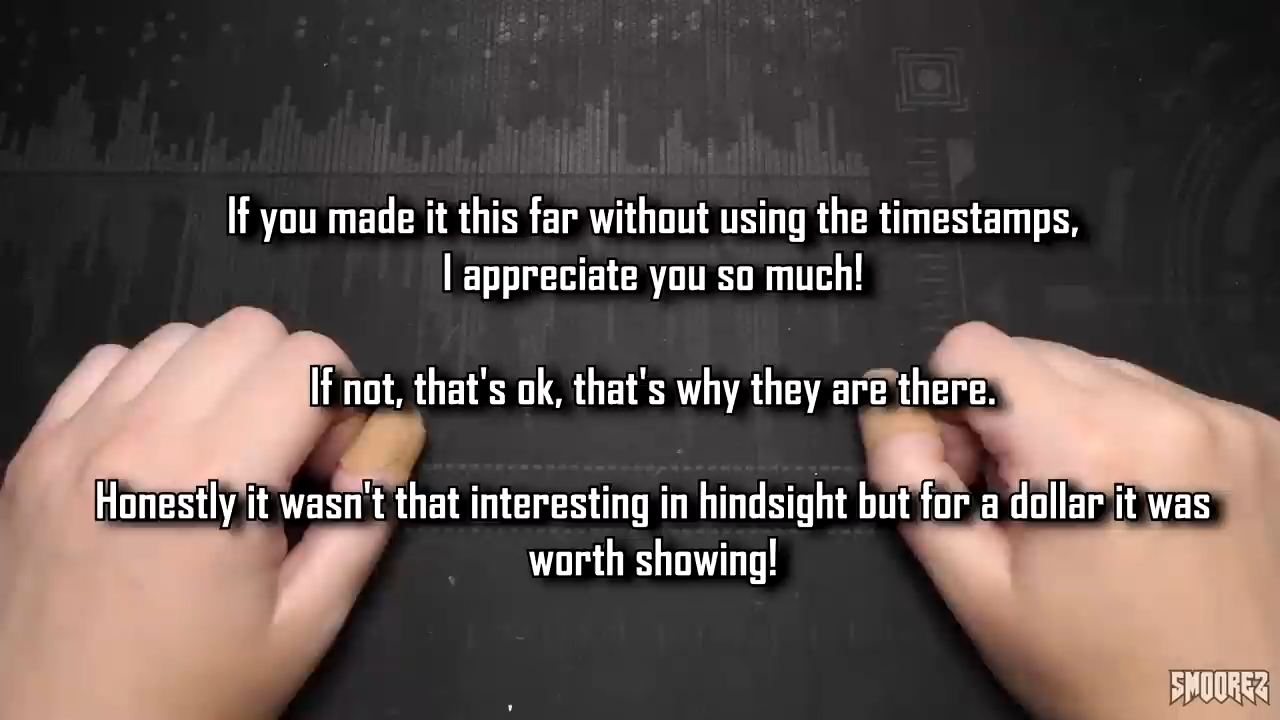 If you made it this far without using the timestamps,
I appreciate you so much!
If not, that's ok, that's why they are there.
Honestly it wasn't that interesting in hindsight but for a dollar it was
worth showing!
SMOOREZ